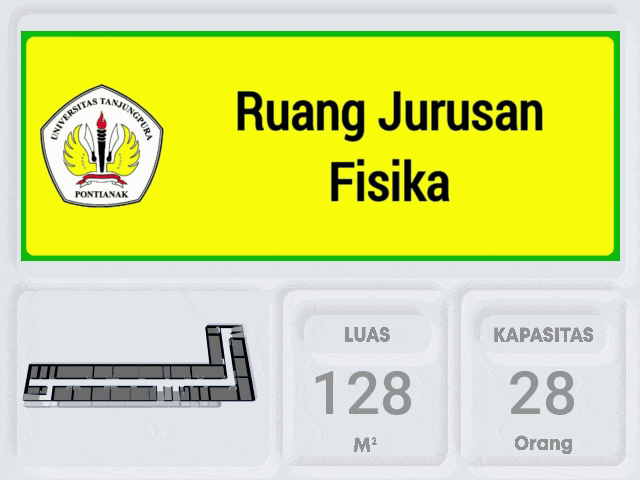 UNIVERSITAS TANJUNGPURA
PONTIANAK
Ruang Jurusan
Fisika
LUAS
128
M²
KAPASITAS
28
Orang